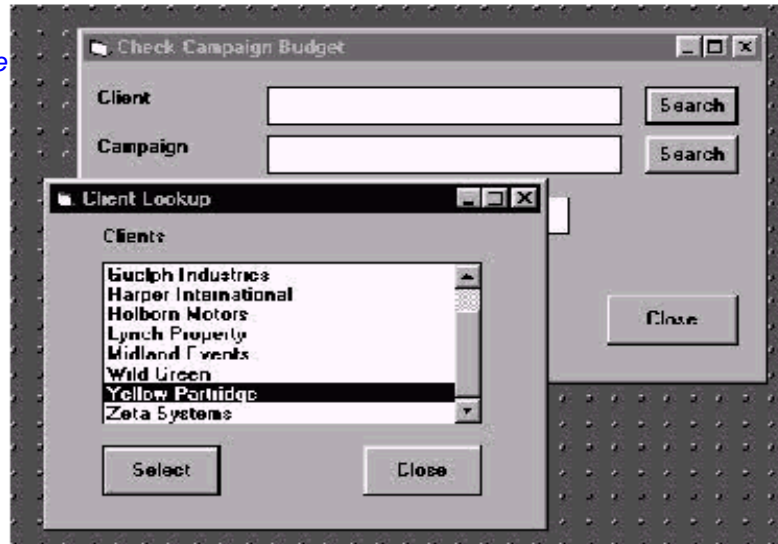 e
Check Campaign Budget
Client
Search
Campaign
Search
Client Lookup
Clients
Guelph Industries
Harper International
Holborn Motors
Lynch Property
Midland Events
Wild Green
Yellow Partridge
Zeta Systems
Select
Close
Close